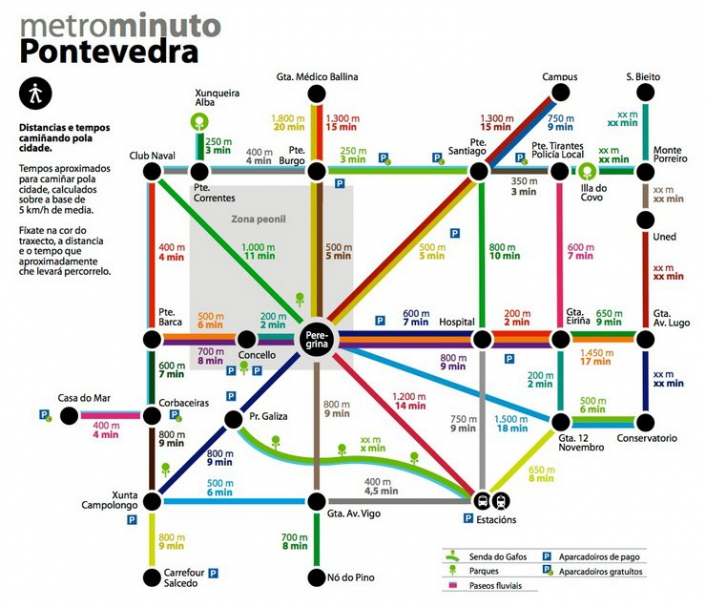 metrominuto
Pontevedra
Distancias e tempos
camiñando pola
cidade.
Tempos aproximados
para camiñar pola
cidade, calculados
sobre a base de
5 km/h de media.
Fíxate na cor do
traxecto, a distancia
e o tempo que
aproximadamente
che levará percorrelo.
Xunqueira
Alba
250 m
3 min
Gta. Médico Ballina
1.800 m
20 min
1.300 m
15 min
Campus
1.300 m
15 min
750 m
9 min
S. Bieito
xx m
xx min
Club Naval
400 m
4 min
Pte.
Correntes
Pte.
Burgo
250 m
3 min
P
P
P
Pte.
Santiago
P
350 m
3 min
Pte. Tirantes
Policía Local
xx m
xx min
Illa do
Covo
Monte
Porreiro
xx m
xx min
Zona peonil
400 m
4 min
1.000 m
11 min
500 m
5 min
500 m
5 min
P
800 m
10 min
600 m
7 min
Uned
xx m
xx min
Pte.
Barca
500 m
6 min
700 m
8 min
200 m
2 min
Concello
P
P
Pere-
grina
P
600 m
7 min
800 m
9 min
Hospital
200 m
2 min
P
Gta.
Eiriña
650 m
9 min
1.450 m
17 min
Gta.
Av. Lugo
600 m
7 min
P
200 m
2 min
xx m
xx min
Casa do Mar
P
400 m
4 min
Corbaceiras
P
Pr. Galiza
800 m
9 min
1.200 m
14 min
750 m
9 min
1.500 m
18 min
500 m
6 min
Gta. 12
Novembro
Conservatorio
800 m
9 min
800 m
9 min
xx m
x min
650 m
8 min
Xunta
Campolongo
P
500 m
6 min
Gta. Av. Vigo
400 m
4,5 min
P
Estacións
800 m
9 min
700 m
8 min
Carrefour
Salcedo
P
Nó do Pino
Senda do Gafos
P Aparcadoiros de pago
Parques
P Aparcadoiros gratuítos
Paseos fluviais